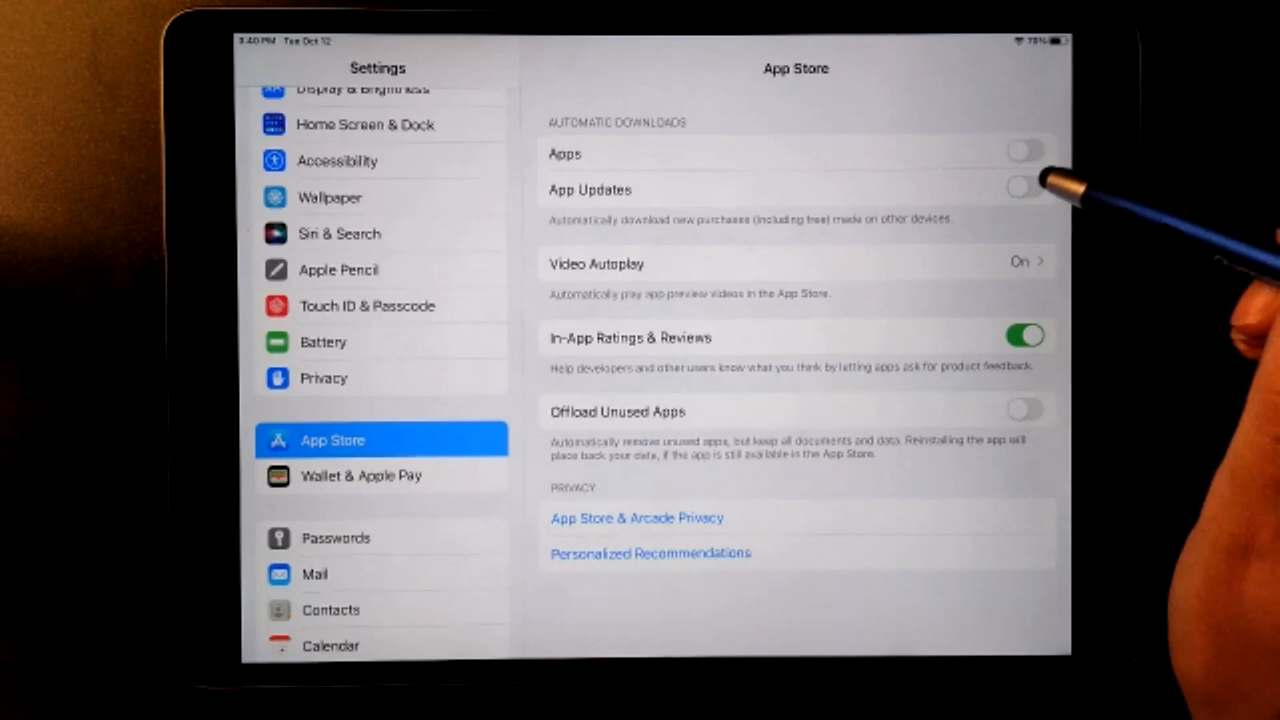 3:40 PM Tue Oct 12
79%
Settings
App Store
Display & Brightness
Home Screen & Dock
Accessibility
Wallpaper
Siri & Search
Apple Pencil
Touch ID & Passcode
Battery
Privacy
App Store
Wallet & Apple Pay
Passwords
Mail
Contacts
Calendar
AUTOMATIC DOWNLOADS
Apps
App Updates
Automatically download new purchases (including free) made on other devices.
Video Autoplay
On
Automatically play app preview videos in the App Store.
In-App Ratings & Reviews
Help developers and other users know what you think by letting apps ask for product feedback.
Offload Unused Apps
Automatically remove unused apps, but keep all documents and data. Reinstalling the app will
place back your data, if the app is still available in the App Store.
PRIVACY
App Store & Arcade Privacy
Personalized Recommendations